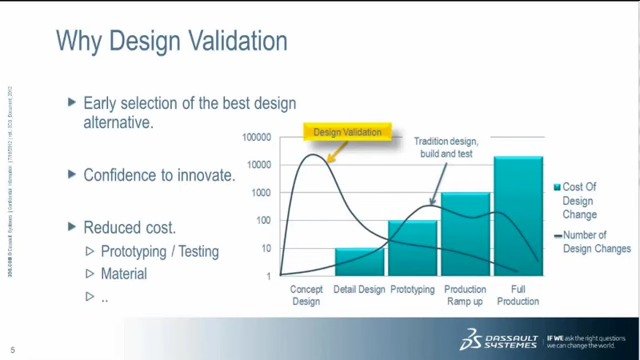 Why Design Validation
Early selection of the best design
alternative.
Confidence to innovate.
Reduced cost.
Prototyping / Testing
Material
..
Design Validation
Tradition design,
build and test
100000
10000
1000
100
10
1
Concept
Design
Detail Design
Prototyping
Production
Ramp up
Full
Production
Cost Of
Design
Change
Number of
Design Changes
5
DASSAULT
SYSTEMES
IF WE ask the right questions
we can change the world.